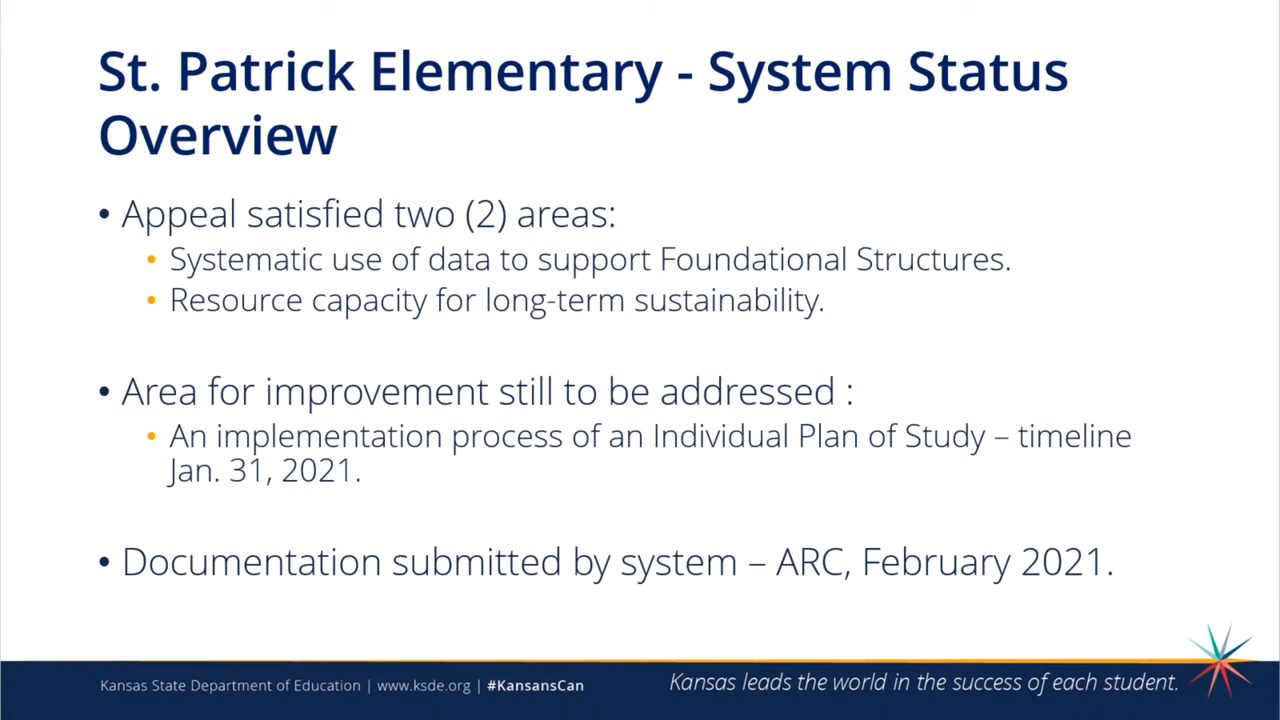 St. Patrick Elementary - System Status
Overview
• Appeal satisfied two (2) areas:
• Systematic use of data to support Foundational Structures.
• Resource capacity for long-term sustainability.
• Area for improvement still to be addressed :
• An implementation process of an Individual Plan of Study – timeline
Jan. 31, 2021.
• Documentation submitted by system – ARC, February 2021.
Kansas State Department of Education | www.ksde.org | #KansansCan
Kansas leads the world in the success of each student.